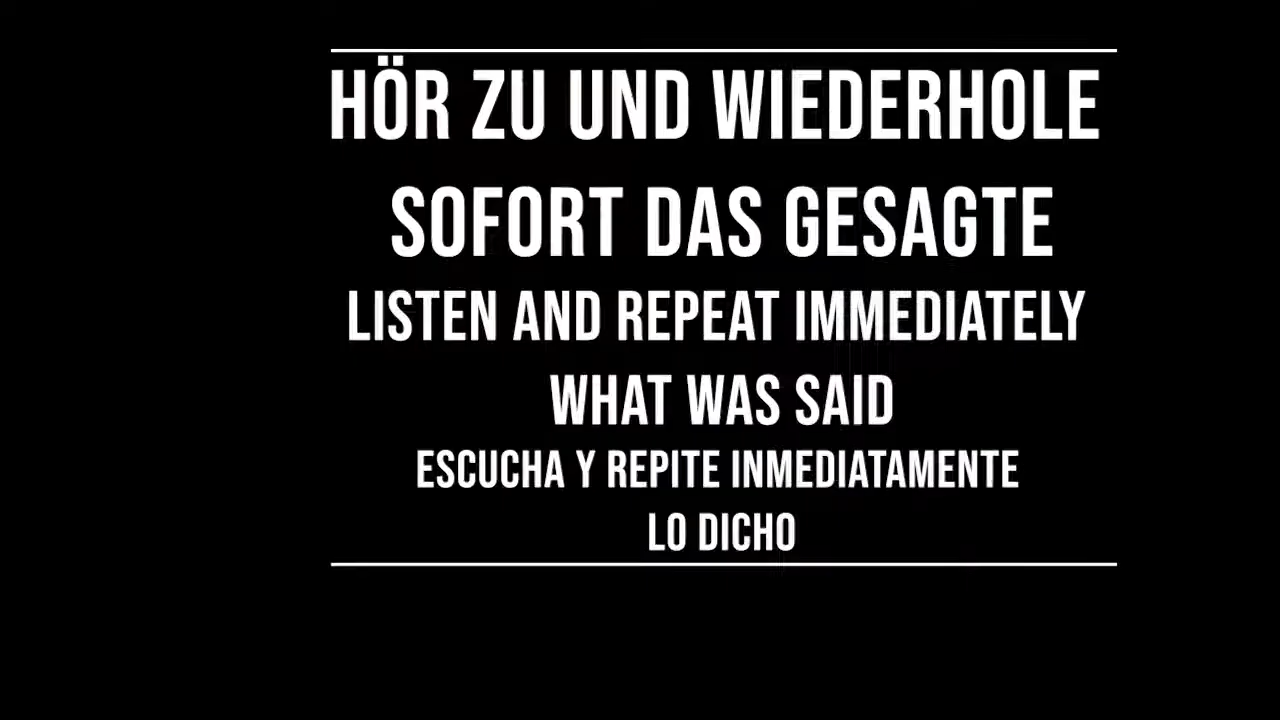 HÖR ZU UND WIEDERHOLE
SOFORT DAS GESAGTE
LISTEN AND REPEAT IMMEDIATELY
WHAT WAS SAID
ESCUCHA Y REPITE INMEDIATAMENTE
LO DICHO